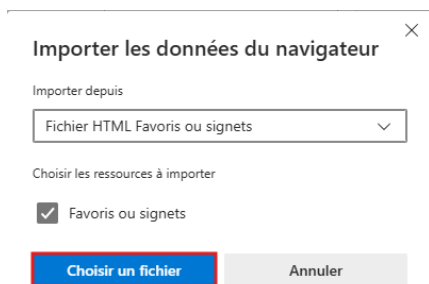 Importer les données du navigateur
Importer depuis
Fichier HTML Favoris ou signets
Choisir les ressources à importer
Favoris ou signets
Choisir un fichier
Annuler